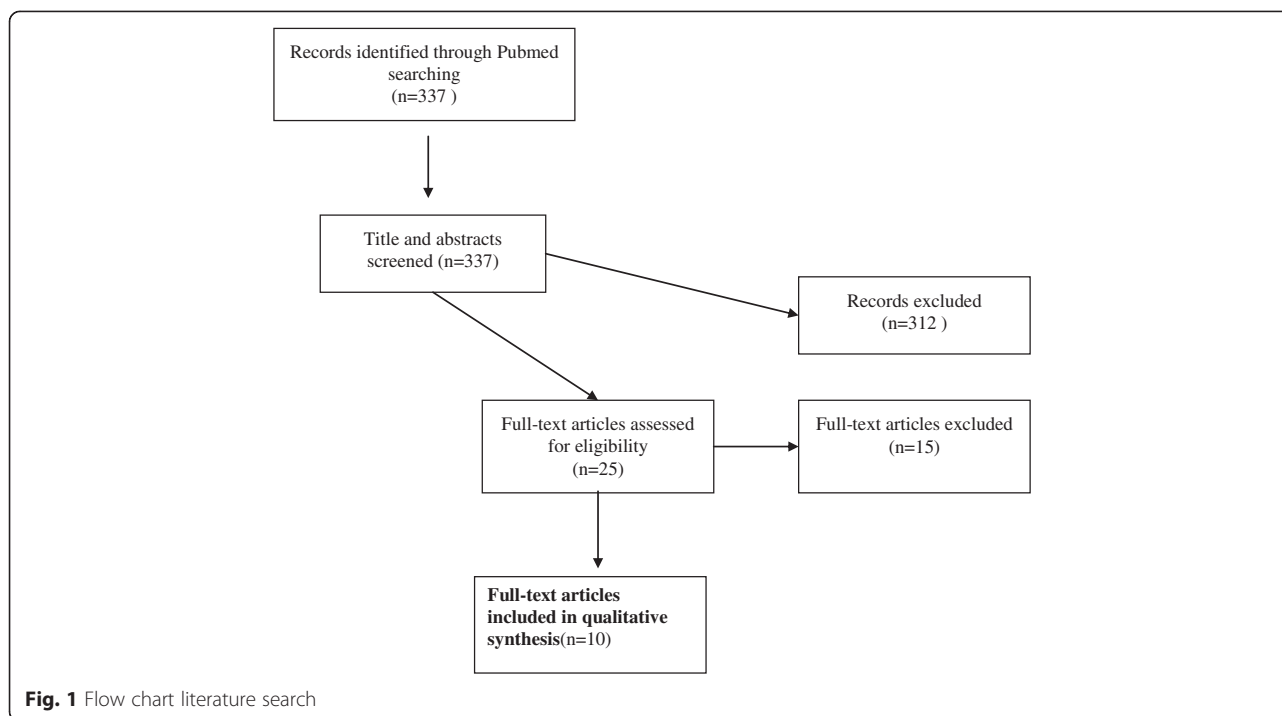 Records identified through Pubmed
searching
(n=337 )
Title and abstracts
screened (n=337)
Records excluded
(n=312 )
Full-text articles assessed
for eligibility
(n=25)
Full-text articles excluded
(n=15)
Full-text articles
included in qualitative
synthesis(n=10)
Fig. 1 Flow chart literature search